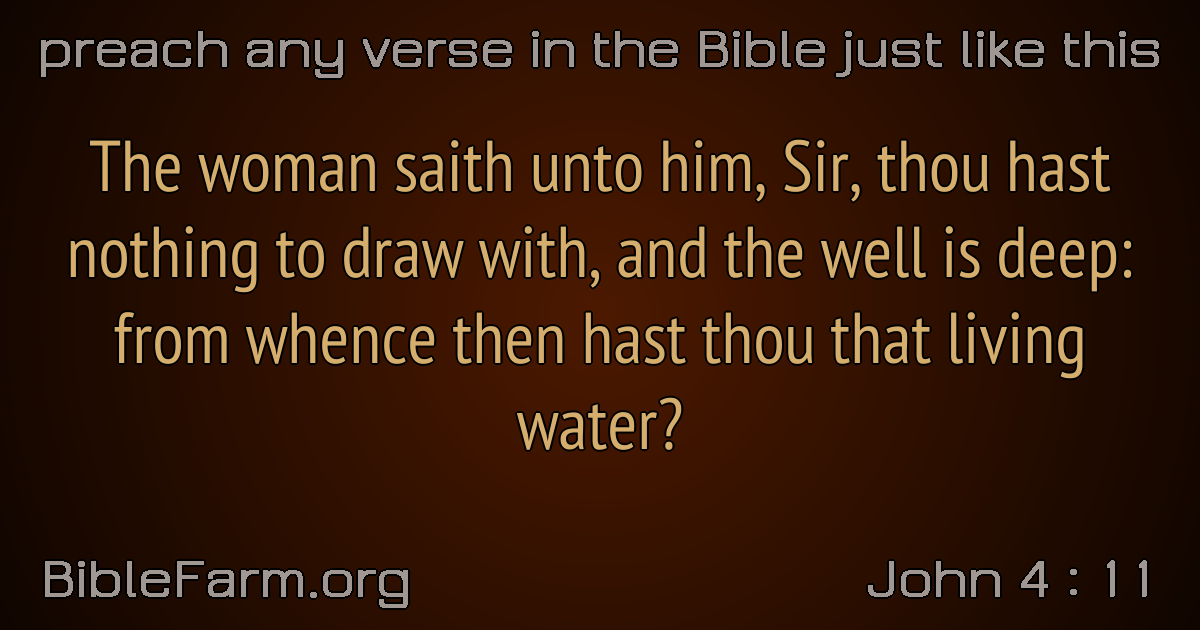 preach any verse in the Bible just like this
The woman saith unto him, Sir, thou hast
nothing to draw with, and the well is deep:
from whence then hast thou that living
water?
BibleFarm.org
John 4 : 11